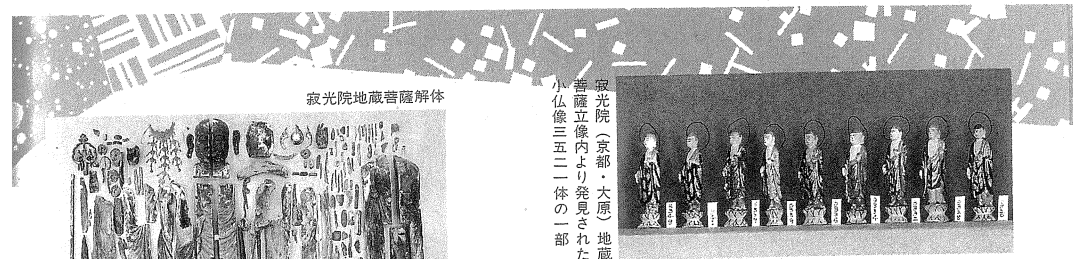 寂光院地蔵菩薩解体
寂光院（京都・大原）地蔵
菩薩立像内より発見された
小仏像三五二一体の一部